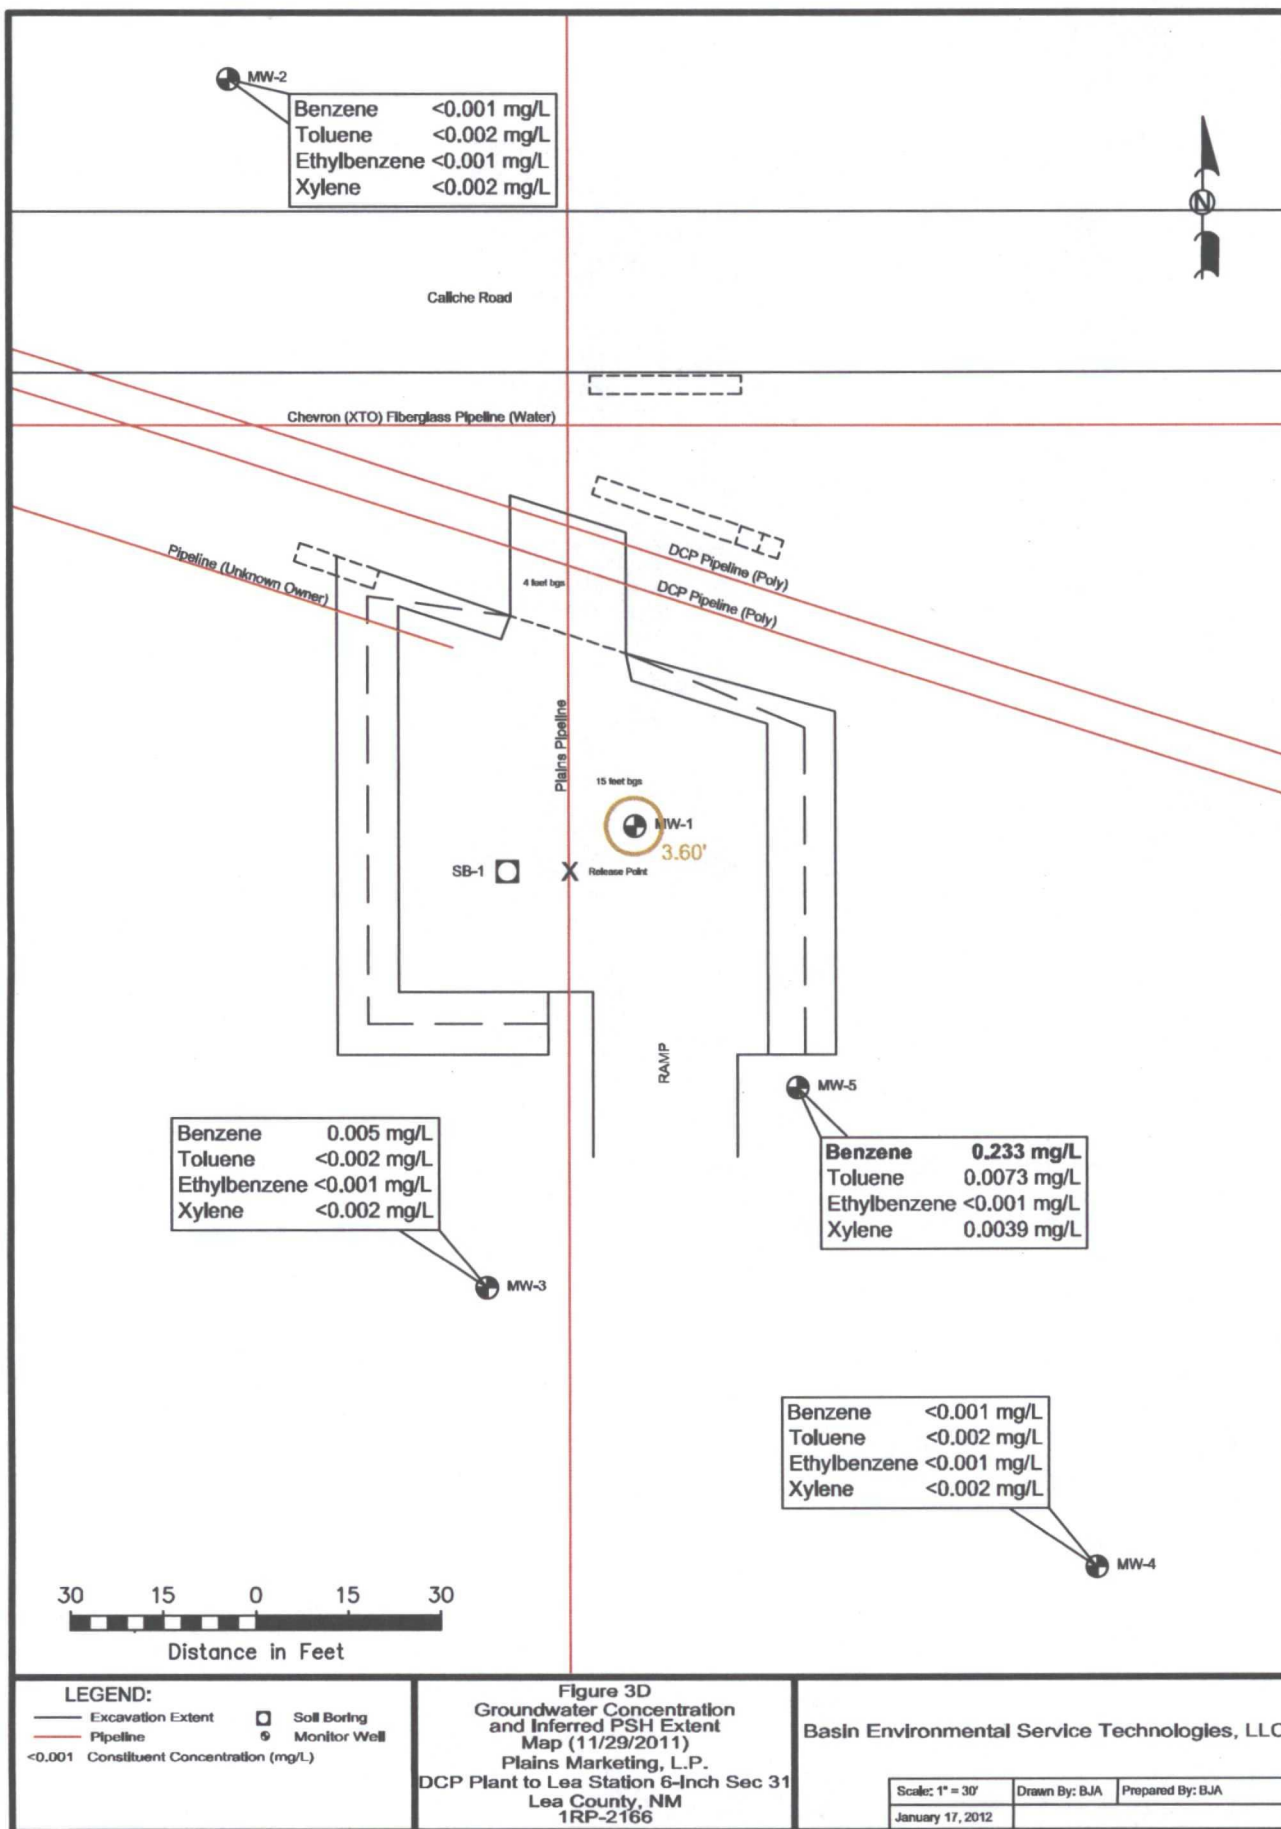 MW-2
Benzene <0.001 mg/L
Toluene <0.002 mg/L
Ethylbenzene <0.001 mg/L
Xylene <0.002 mg/L
N
Caliche Road
Chevron (XTO) Fiberglass Pipeline (Water)
Pipeline (Unknown Owner)
4 feet bgs
DCP Pipeline (Poly)
DCP Pipeline (Poly)
Plains Pipeline
15 feet bgs
MW-1
3.60'
SB-1
X
Release Point
RAMP
MW-5
Benzene 0.005 mg/L
Toluene <0.002 mg/L
Ethylbenzene <0.001 mg/L
Xylene <0.002 mg/L
Benzene 0.233 mg/L
Toluene 0.0073 mg/L
Ethylbenzene <0.001 mg/L
Xylene 0.0039 mg/L
MW-3
Benzene <0.001 mg/L
Toluene <0.002 mg/L
Ethylbenzene <0.001 mg/L
Xylene <0.002 mg/L
MW-4
30 15 0 15 30
Distance in Feet
LEGEND:
Excavation Extent
Soil Boring
Pipeline
Monitor Well
<0.001 Constituent Concentration (mg/L)
Figure 3D
Groundwater Concentration
and Inferred PSH Extent
Map (11/29/2011)
Plains Marketing, L.P.
DCP Plant to Lea Station 6-Inch Sec 31
Lea County, NM
1RP-2166
Basin Environmental Service Technologies, LLC
Scale: 1" = 30'
Drawn By: BJA
Prepared By: BJA
January 17, 2012